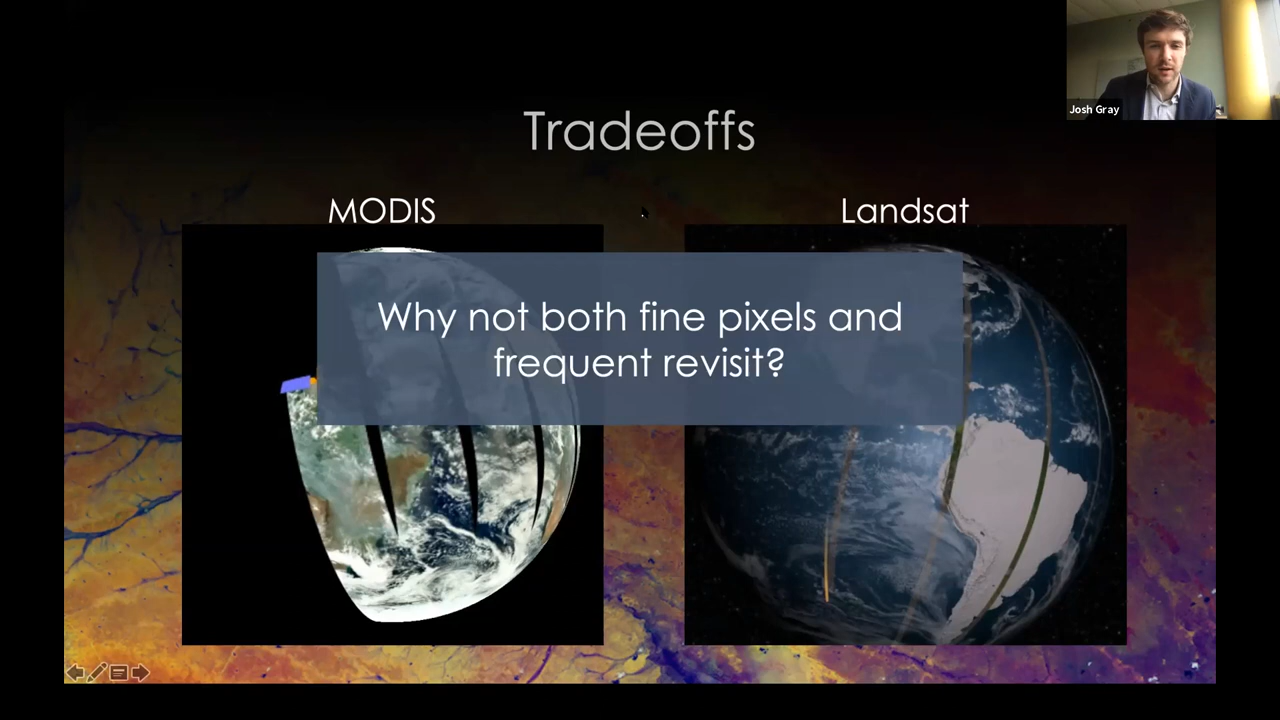 Josh Gray
Tradeoffs
MODIS
Landsat
Why not both fine pixels and
frequent revisit?